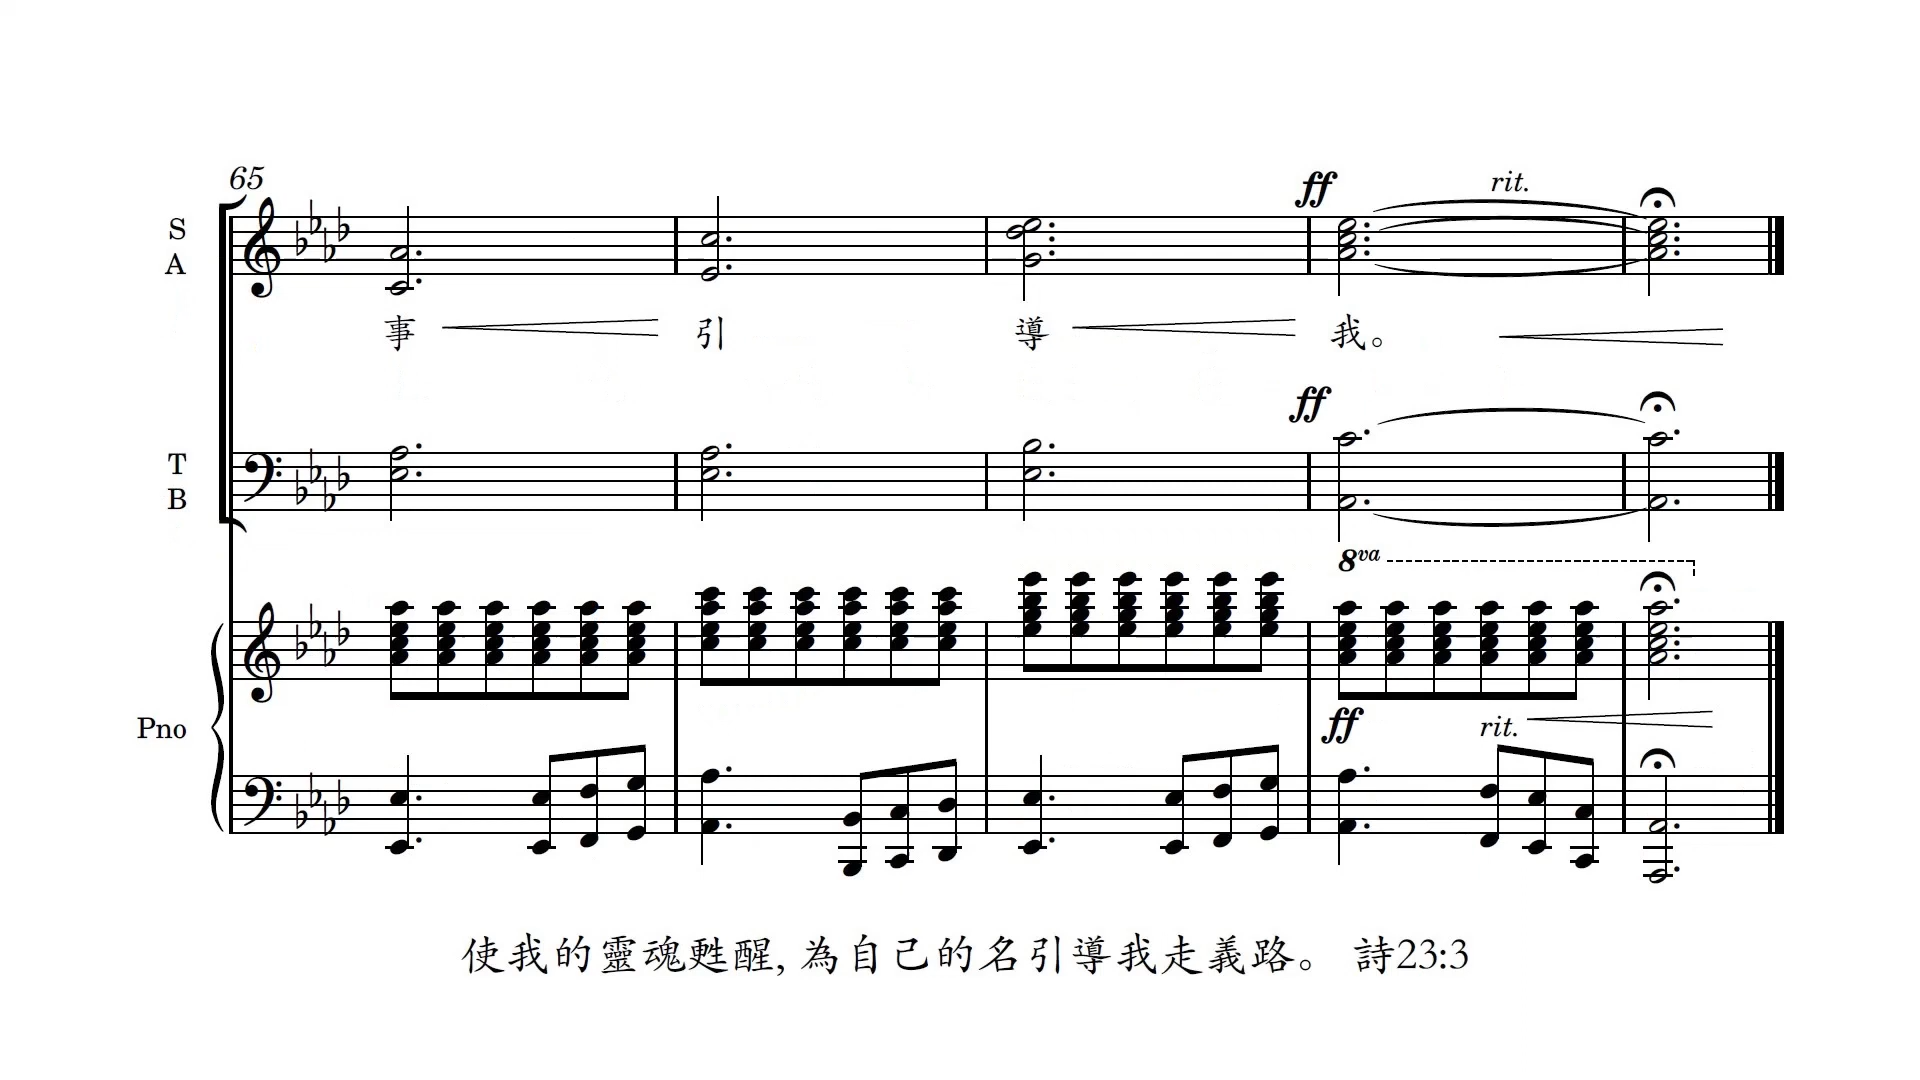 65
ff rit.
S
A
事 引 導 我。
ff
T
B
8va
Pno
ff rit.
使我的靈魂甦醒, 為自己的名引導我走義路。 詩23:3